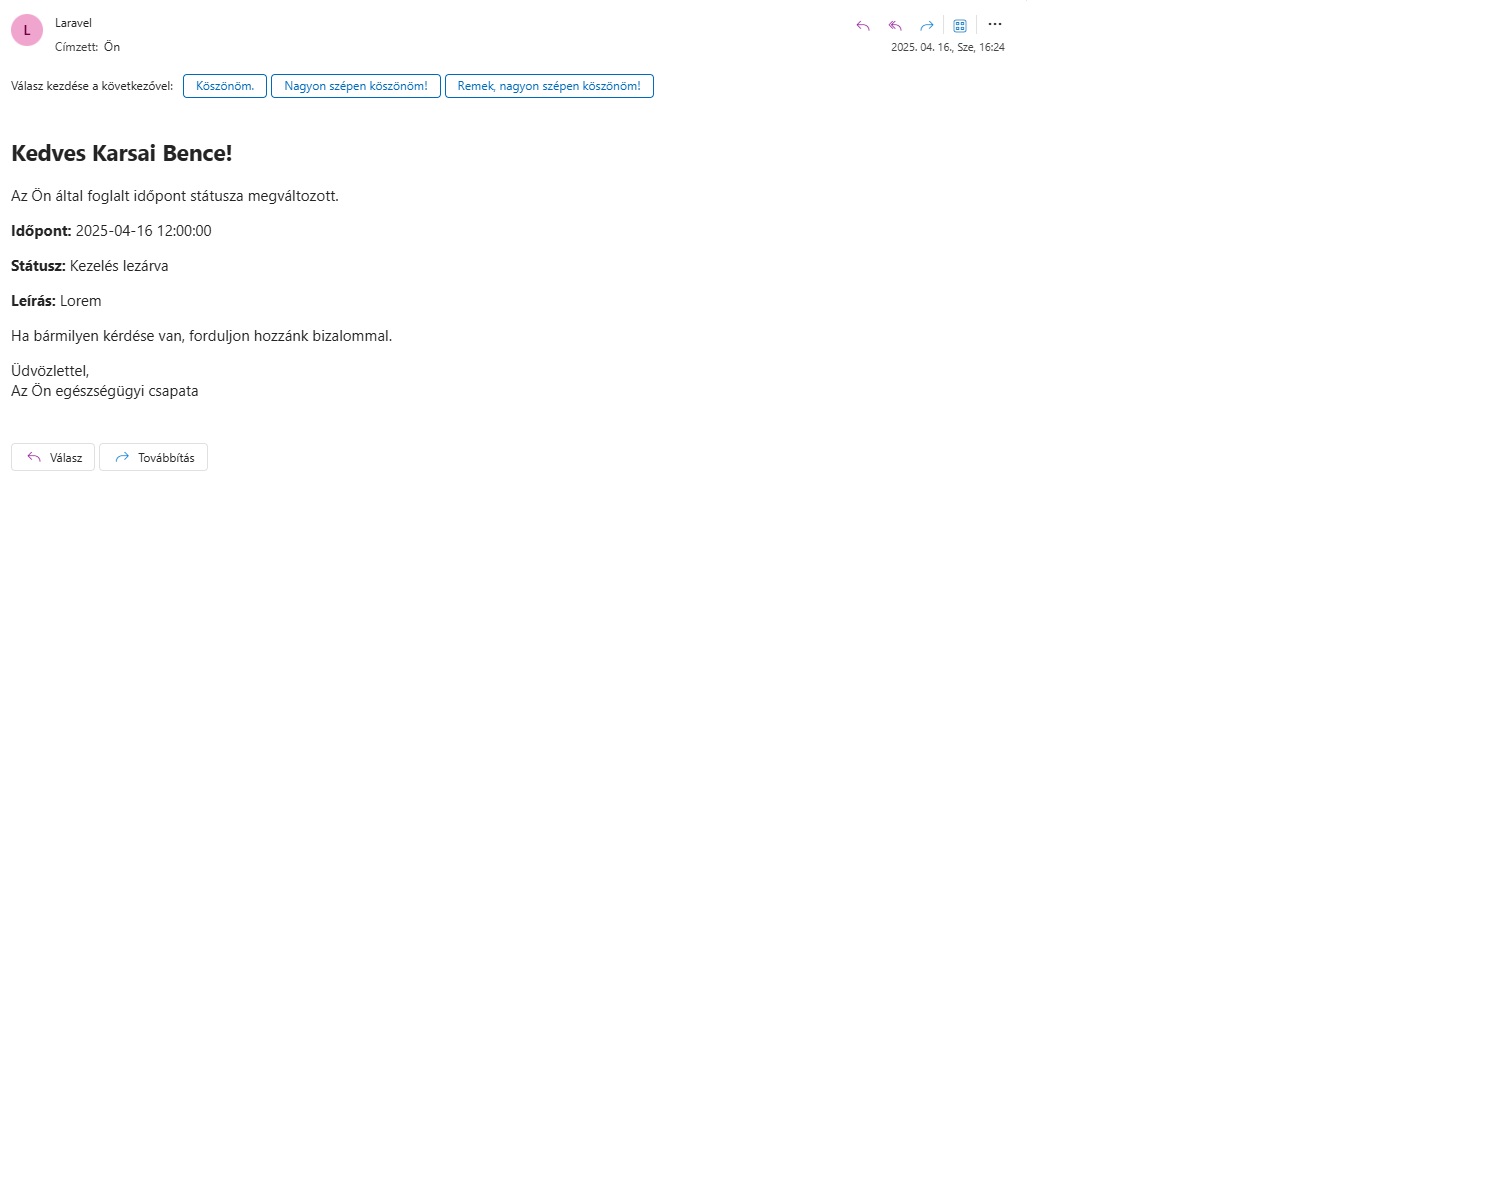 L
Laravel
Címzett: Ön
2025. 04. 16., Sze, 16:24
Válasz kezdése a következővel: Köszönöm. Nagyon szépen köszönöm! Remek, nagyon szépen köszönöm!
Kedves Karsai Bence!
Az Ön által foglalt időpont státusza megváltozott.
Időpont: 2025-04-16 12:00:00
Státusz: Kezelés lezárva
Leírás: Lorem
Ha bármilyen kérdése van, forduljon hozzánk bizalommal.
Üdvözlettel,
Az Ön egészségügyi csapata
Válasz Továbbítás